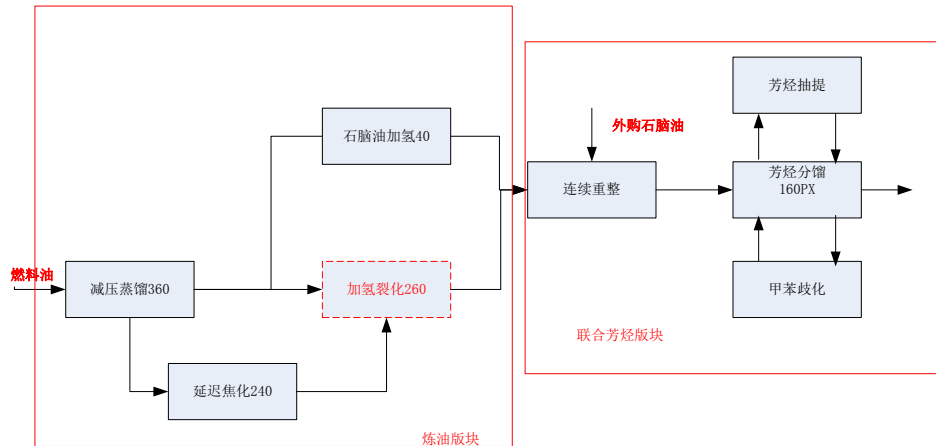 芳烃抽提
外购石脑油
石脑油加氢40
连续重整
芳烃分馏
160PX
燃料油
减压蒸馏360
加氢裂化260
甲苯歧化
联合芳烃版块
延迟焦化240
炼油版块